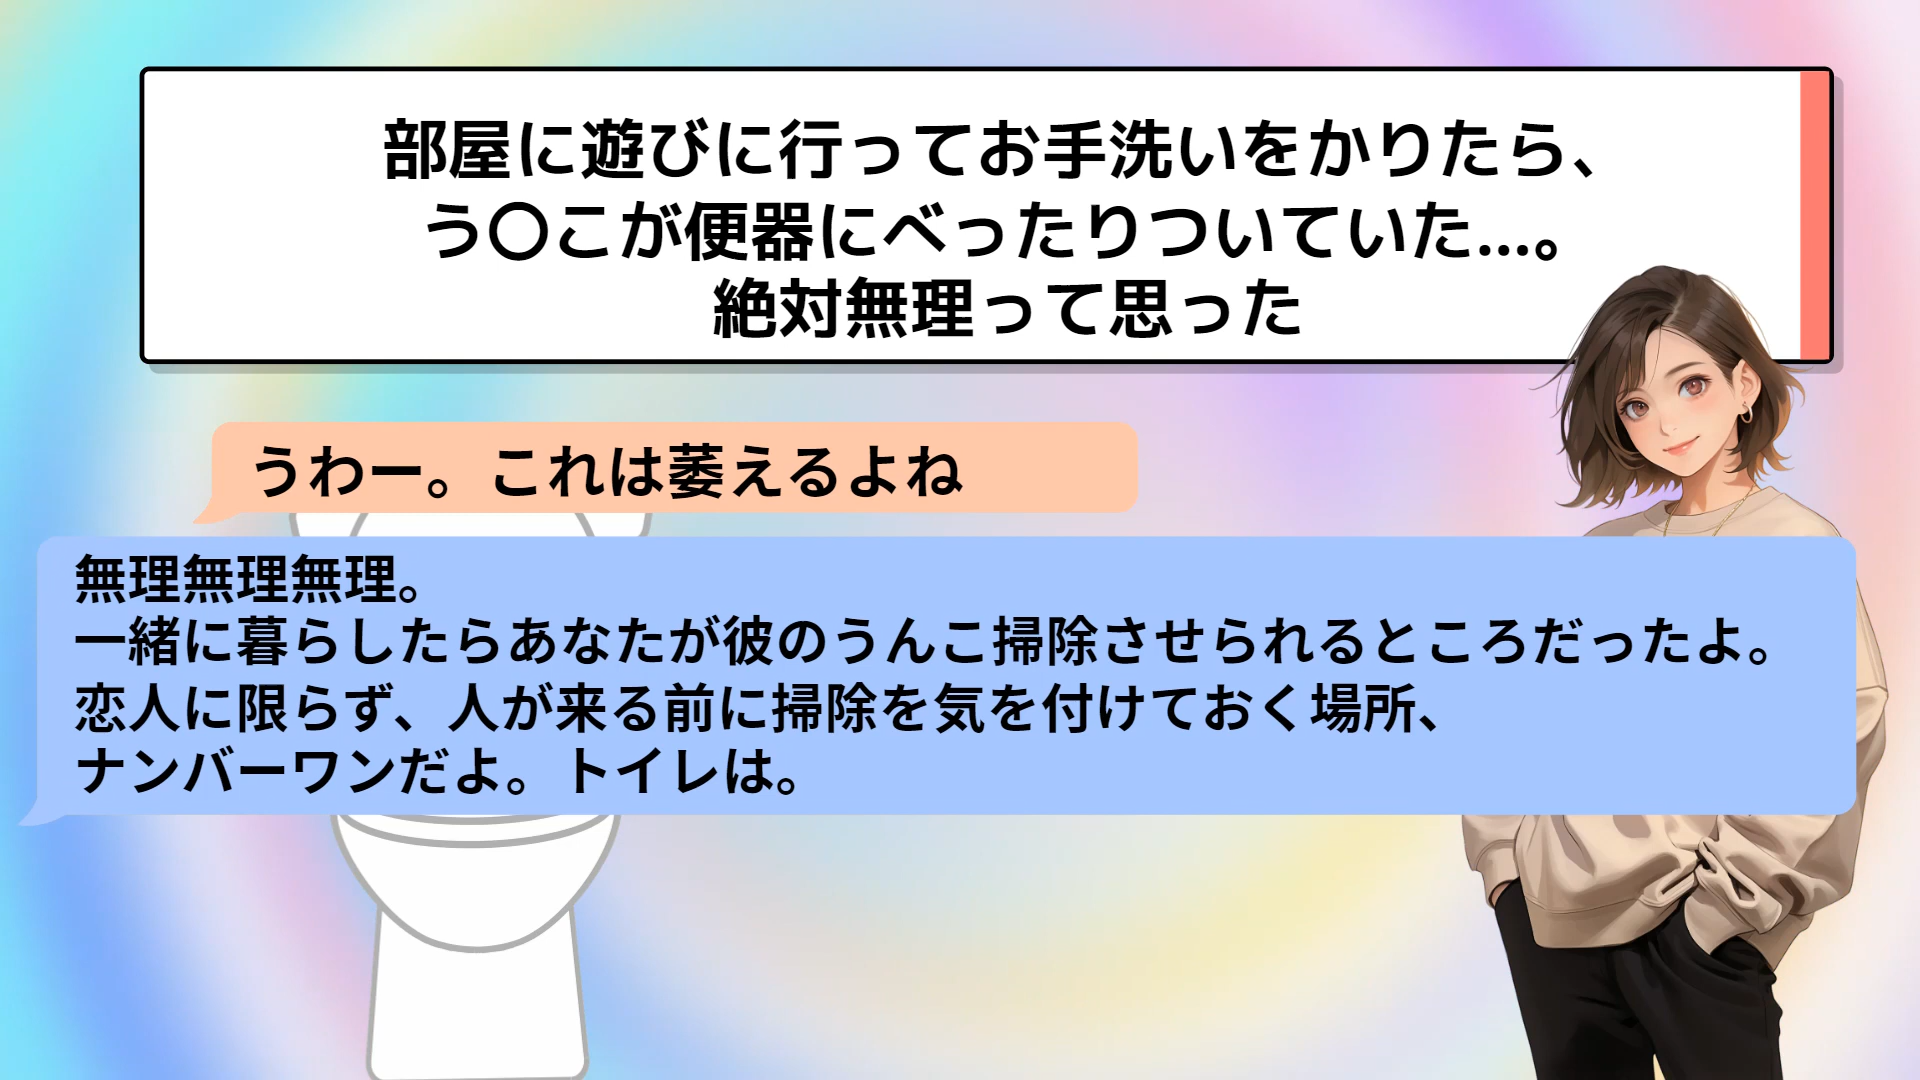 部屋に遊びに行ってお手洗いをかりたら、
う〇こが便器にべったりついていた...。
絶対無理って思った
うわー。これは萎えるよね
無理無理無理。
一緒に暮らしたらあなたが彼のうんこ掃除させられるところだったよ。
恋人に限らず、人が来る前に掃除を気を付けておく場所、
ナンバーワンだよ。トイレは。